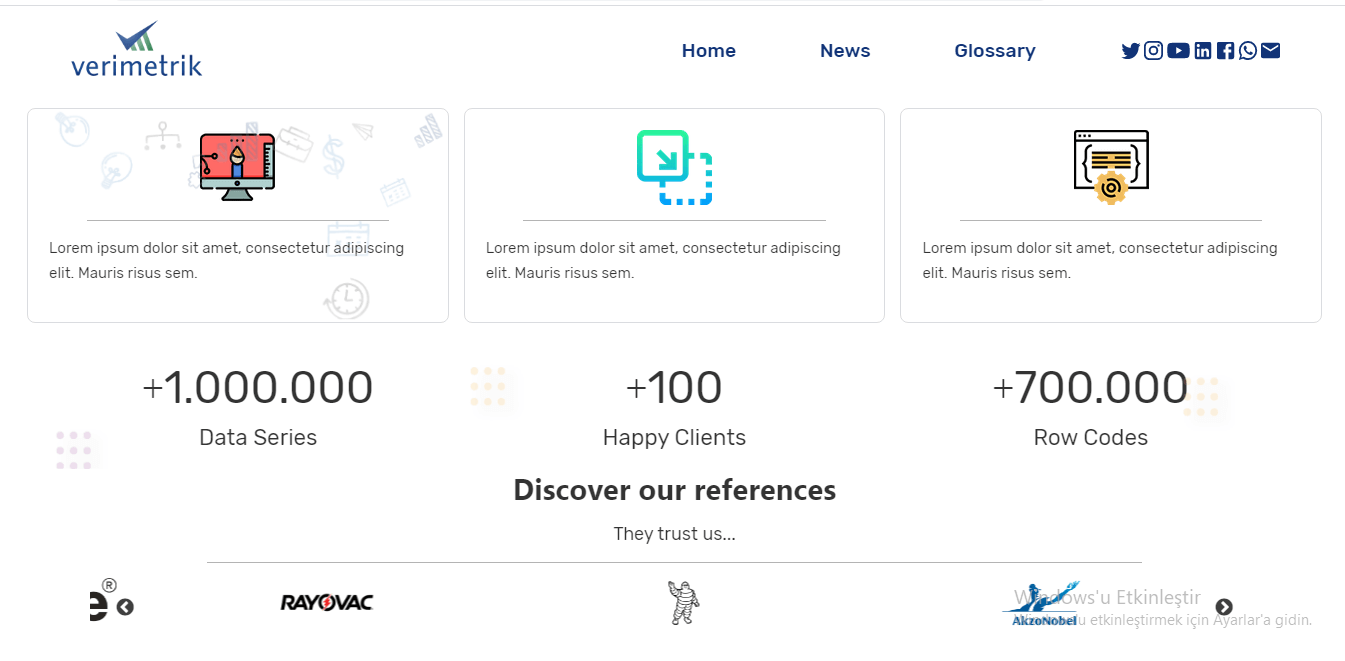 verimetrik
Home
News
Glossary
Lorem ipsum dolor sit amet, consectetur adipiscing
elit. Mauris risus sem.
Lorem ipsum dolor sit amet, consectetur adipiscing
elit. Mauris risus sem.
Lorem ipsum dolor sit amet, consectetur adipiscing
elit. Mauris risus sem.
+1.000.000
Data Series
+100
Happy Clients
+700.000
Row Codes
Discover our references
They trust us...
e®
RAYOVAC
AkzoNobel
Windows'u Etkinleştir
Windows'u etkinleştirmek için Ayarlar'a gidin.